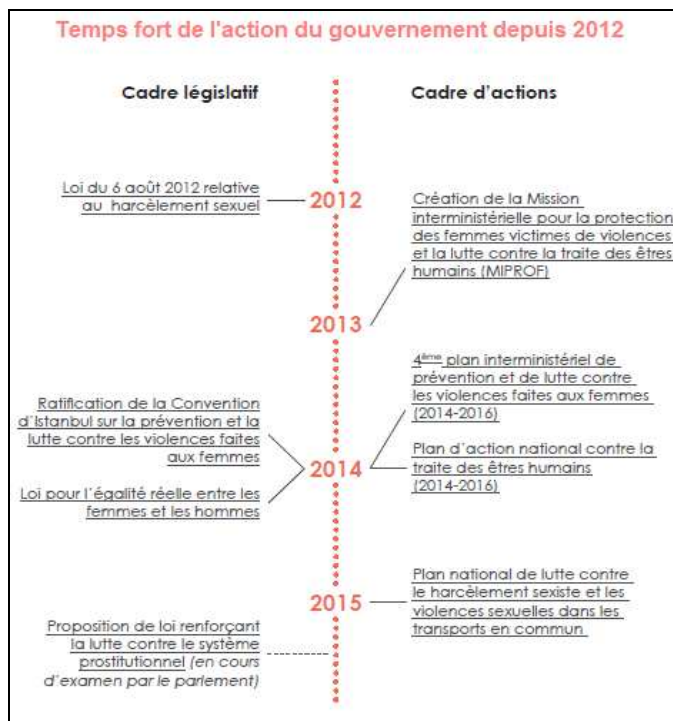 Temps fort de l'action du gouvernement depuis 2012
Cadre législatif
Cadre d'actions
Loi du 6 août 2012 relative
au harcèlement sexuel
2012
Création de la Mission
interministérielle pour la protection
des femmes victimes de violences
et la lutte contre la traite des êtres
humains (MIPROF)
2013
4ème plan interministériel de
prévention et de lutte contre
les violences faites aux femmes
(2014-2016)
Ratification de la Convention
d'Istanbul sur la prévention et la
lutte contre les violences faites
aux femmes
2014
Plan d'action national contre la
traite des êtres humains
(2014-2016)
Loi pour l'égalité réelle entre les
femmes et les hommes
2015
Plan national de lutte contre
le harcèlement sexiste et les
violences sexuelles dans les
transports en commun
Proposition de loi renforçant
la lutte contre le système
prostitutionnel (en cours
d'examen par le parlement)